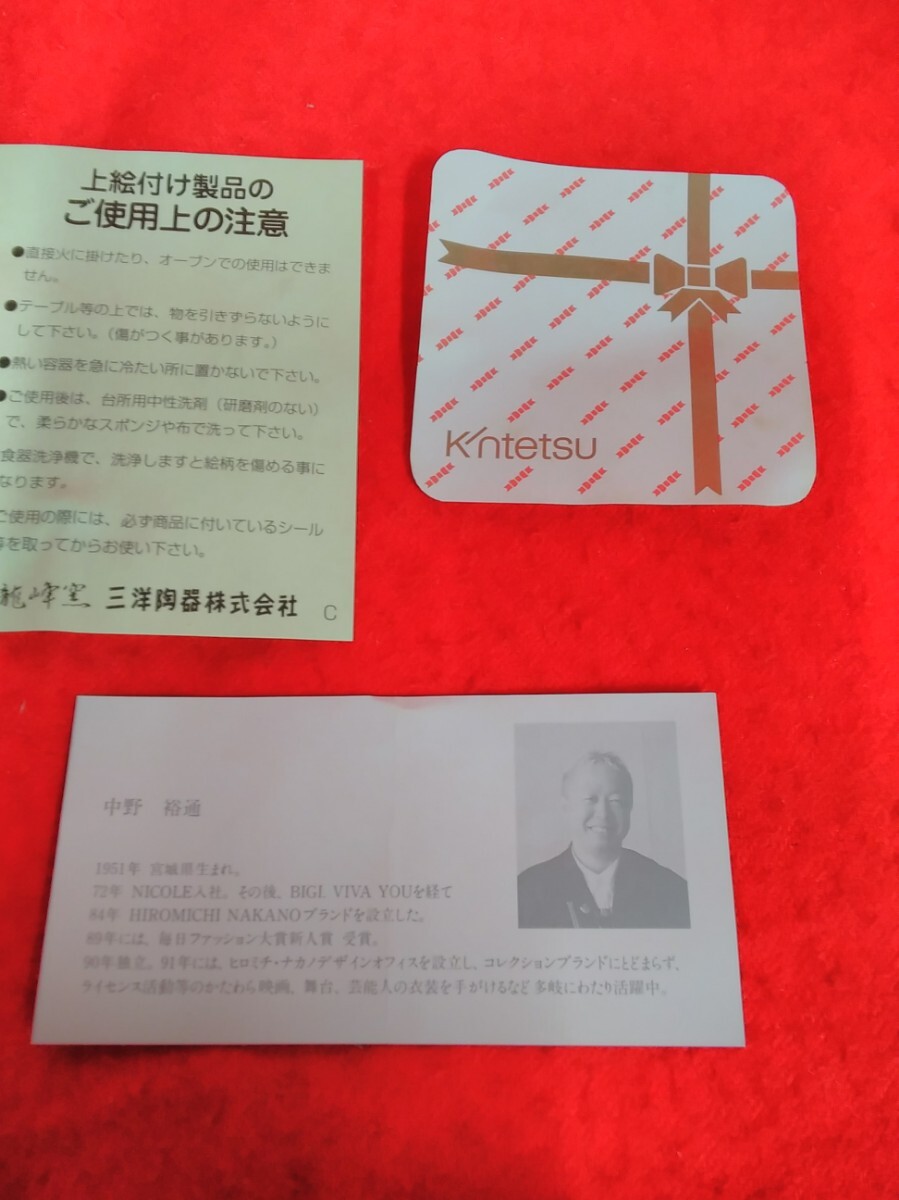 上絵付け製品の
ご使用上の注意
●直接火に掛けたり、オーブンでの使用はできま
せん。
●テーブル等の上では、物を引きずらないように
して下さい。（傷がつく事があります。）
●熱い容器を急に冷たい所に置かないで下さい。
●ご使用後は、台所用中性洗剤（研磨剤のない）
で、柔らかなスポンジや布で洗って下さい。
食器洗浄機で、洗浄しますと絵柄を傷める事に
なります。
ご使用の際には、必ず商品に付いているシール
等を取ってからお使い下さい。
龍峰窯 三洋陶器株式会社 C
Kintetsu
中野 裕通
1951年 宮城県生まれ。
72年 NICOLE入社。その後、BIGI. VIVA YOUを経て
84年 HIROMICHI NAKANOブランドを設立した。
89年には、毎日ファッション大賞新人賞 受賞。
90年独立。91年には、ヒロミチ・ナカノデザインオフィスを設立し、コレクションブランドにとどまらず、
ライセンス活動等のかたわら映画、舞台、芸能人の衣装を手がけるなど多岐にわたり活躍中。